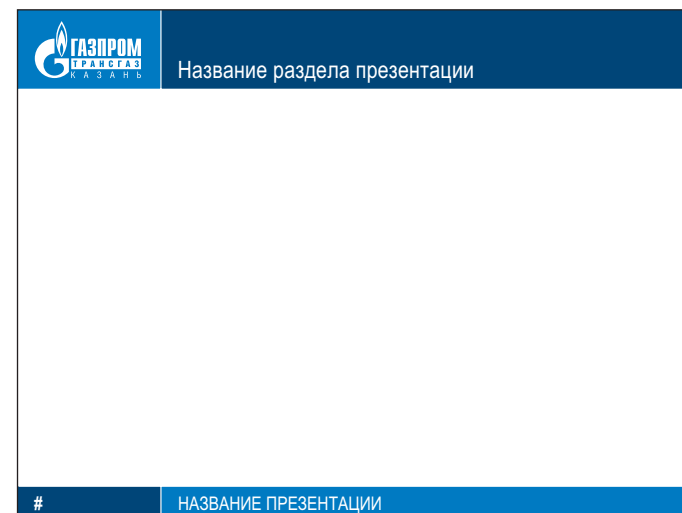 ГАЗПРОМ
ТРАНСГАЗ
КАЗАНЬ
Название раздела презентации
# НАЗВАНИЕ ПРЕЗЕНТАЦИИ